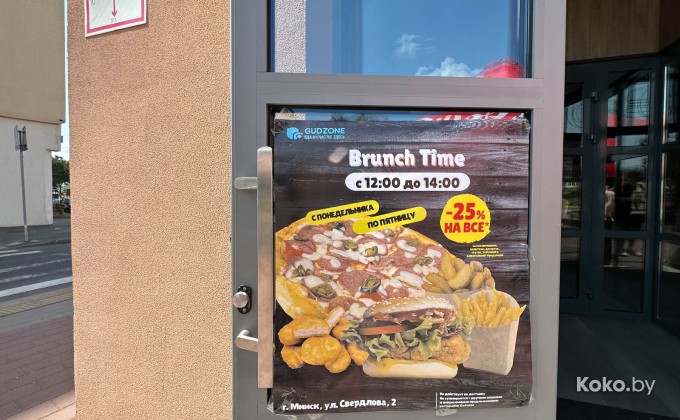 GUDZONE
Brunch Time
с 12:00 до 14:00
С ПОНЕДЕЛЬНИКА
ПО ПЯТНИЦУ
-25%
НА ВСЕ*
г. Минск, ул. Свердлова, 2
Koko.by